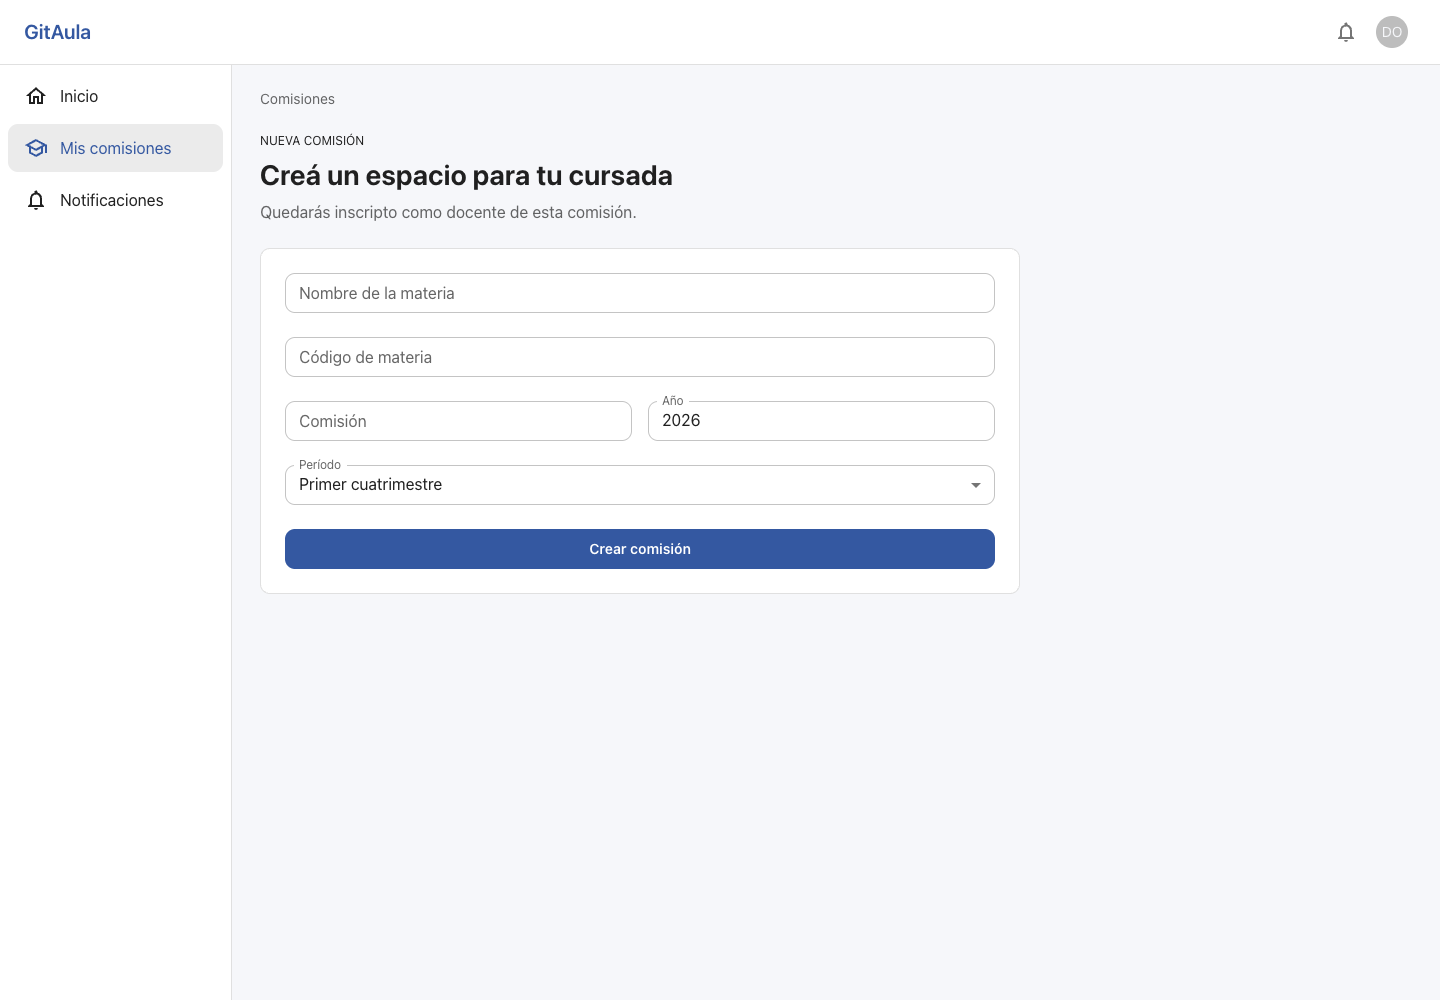 GitAula
DO
Inicio
Mis comisiones
Notificaciones
Comisiones
NUEVA COMISIÓN
Creá un espacio para tu cursada
Quedarás inscripto como docente de esta comisión.
Nombre de la materia
Código de materia
Comisión
Año
2026
Período
Primer cuatrimestre
Crear comisión